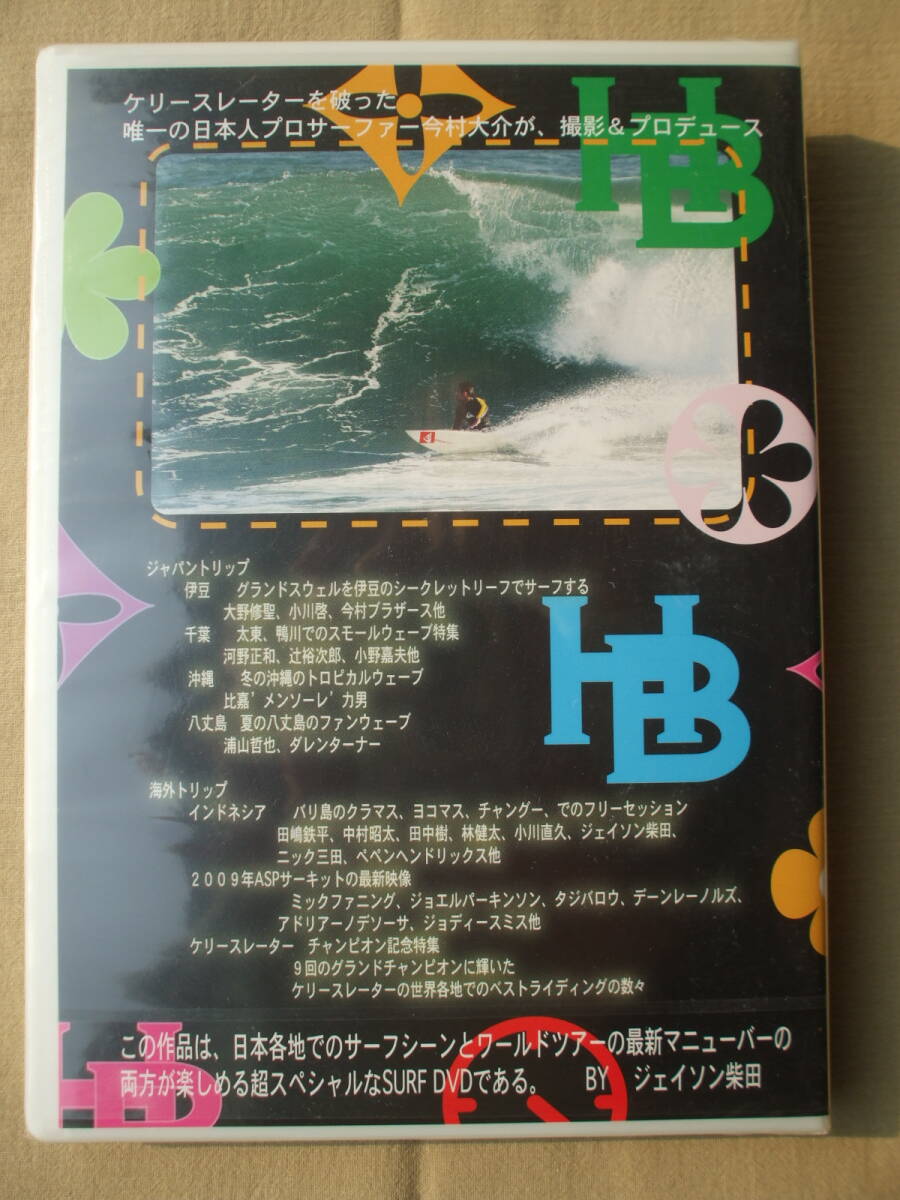 ケリースレーターを破った
唯一の日本人プロサーファー今村大介が、撮影＆プロデュース
HB
ジャパントリップ
伊豆　グランドスウェルを伊豆のシークレットリーフでサーフする
大野修聖、小川啓、今村ブラザース他
千葉　太東、鴨川でのスモールウェーブ特集
河野正和、辻裕次郎、小野嘉夫他
沖縄　冬の沖縄のトロピカルウェーブ
比嘉’メンソーレ’力男
八丈島　夏の八丈島のファンウェーブ
浦山哲也、ダレンターナー
HB
海外トリップ
インドネシア　バリ島のクラマス、ヨコマス、チャングー、でのフリーセッション
田嶋鉄平、中村昭太、田中樹、林健太、小川直久、ジェイソン柴田、
ニック三田、ペペンヘンドリックス他
２００９年ASPサーキットの最新映像
ミックファニング、ジョエルパーキンソン、タジバロウ、デーンレーノルズ、
アドリアーノデソーサ、ジョディースミス他
ケリースレーター　チャンピオン記念特集
９回のグランドチャンピオンに輝いた
ケリースレーターの世界各地でのベストライディングの数々
HB
この作品は、日本各地でのサーフシーンとワールドツアーの最新マニューバーの
両方が楽しめる超スペシャルなSURF DVDである。　BY　ジェイソン柴田